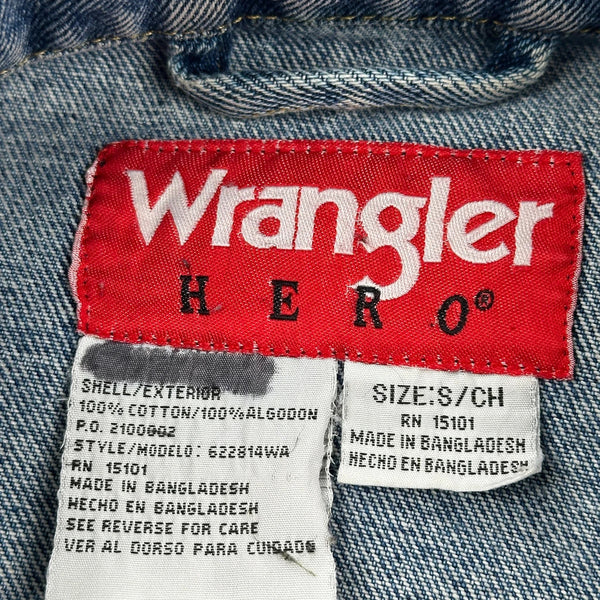 Wrangler
HERO®
SHELL/EXTERIOR
100% COTTON/100% ALGODON
P.O. 2100002
STYLE/MODELO: 622814WA
RN 15101
MADE IN BANGLADESH
HECHO EN BANGLADESH
SEE REVERSE FOR CARE
VER AL DORSO PARA CUIDADO
SIZE:S/CH
RN 15101
MADE IN BANGLADESH
HECHO EN BANGLADESH